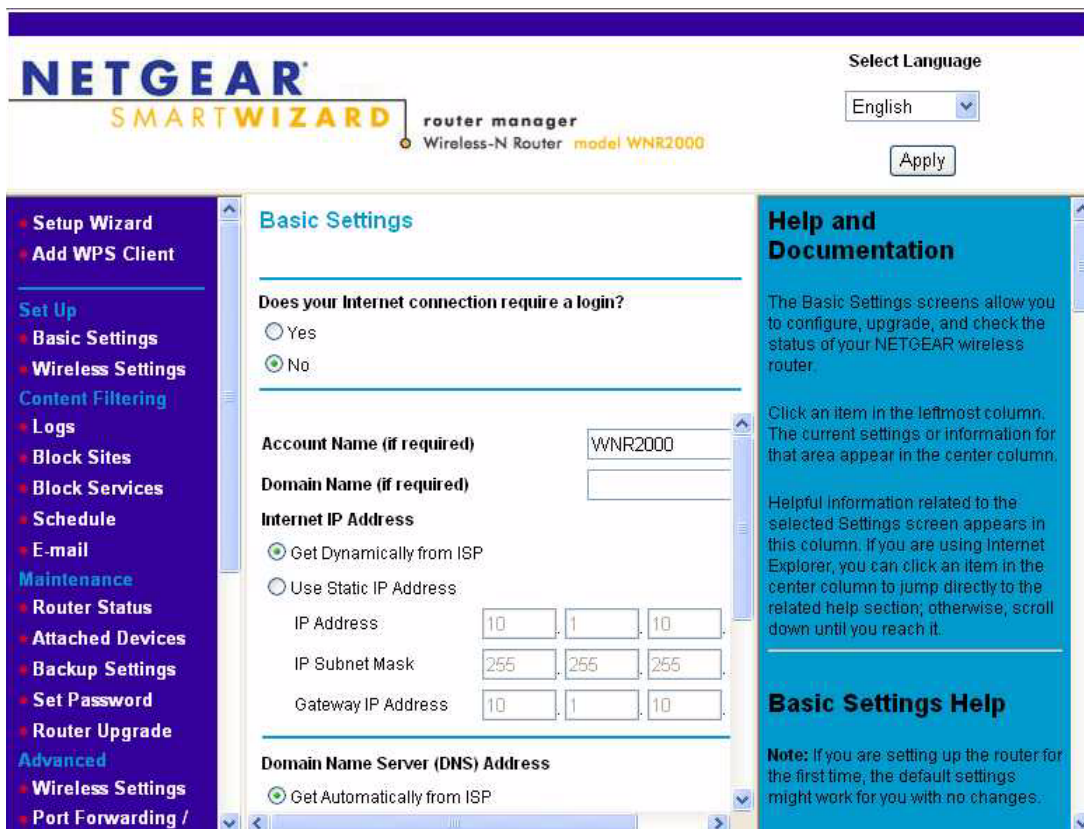 NETGEAR
SMARTWIZARD
router manager
Wireless-N Router model WNR2000
Select Language
English
Apply
Setup Wizard
Add WPS Client
Set Up
Basic Settings
Wireless Settings
Content Filtering
Logs
Block Sites
Block Services
Schedule
E-mail
Maintenance
Router Status
Attached Devices
Backup Settings
Set Password
Router Upgrade
Advanced
Wireless Settings
Port Forwarding /
Basic Settings
Does your Internet connection require a login?
Yes
No
Account Name (if required) WNR2000
Domain Name (if required)
Internet IP Address
Get Dynamically from ISP
Use Static IP Address
IP Address 10 . 1 . 10 .
IP Subnet Mask 255 . 255 . 255 .
Gateway IP Address 10 . 1 . 10 .
Domain Name Server (DNS) Address
Get Automatically from ISP
Help and
Documentation
The Basic Settings screens allow you
to configure, upgrade, and check the
status of your NETGEAR wireless
router.
Click an item in the leftmost column.
The current settings or information for
that area appear in the center column.
Helpful information related to the
selected Settings screen appears in
this column. If you are using Internet
Explorer, you can click an item in the
center column to jump directly to the
related help section; otherwise, scroll
down until you reach it.
Basic Settings Help
Note: If you are setting up the router for
the first time, the default settings
might work for you with no changes.